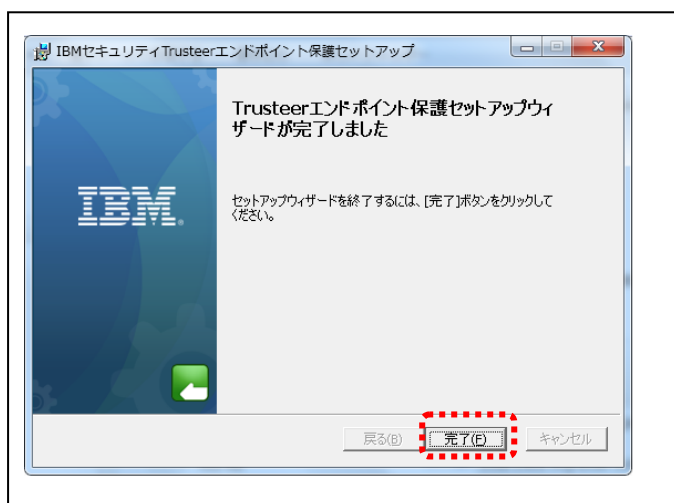 IBMセキュリティTrusteerエンドポイント保護セットアップ
Trusteerエンドポイント保護セットアップウィ
ザードが完了しました
IBM.
セットアップウィザードを終了するには、[完了]ボタンをクリックして
ください。
戻る(B) 完了(F) キャンセル